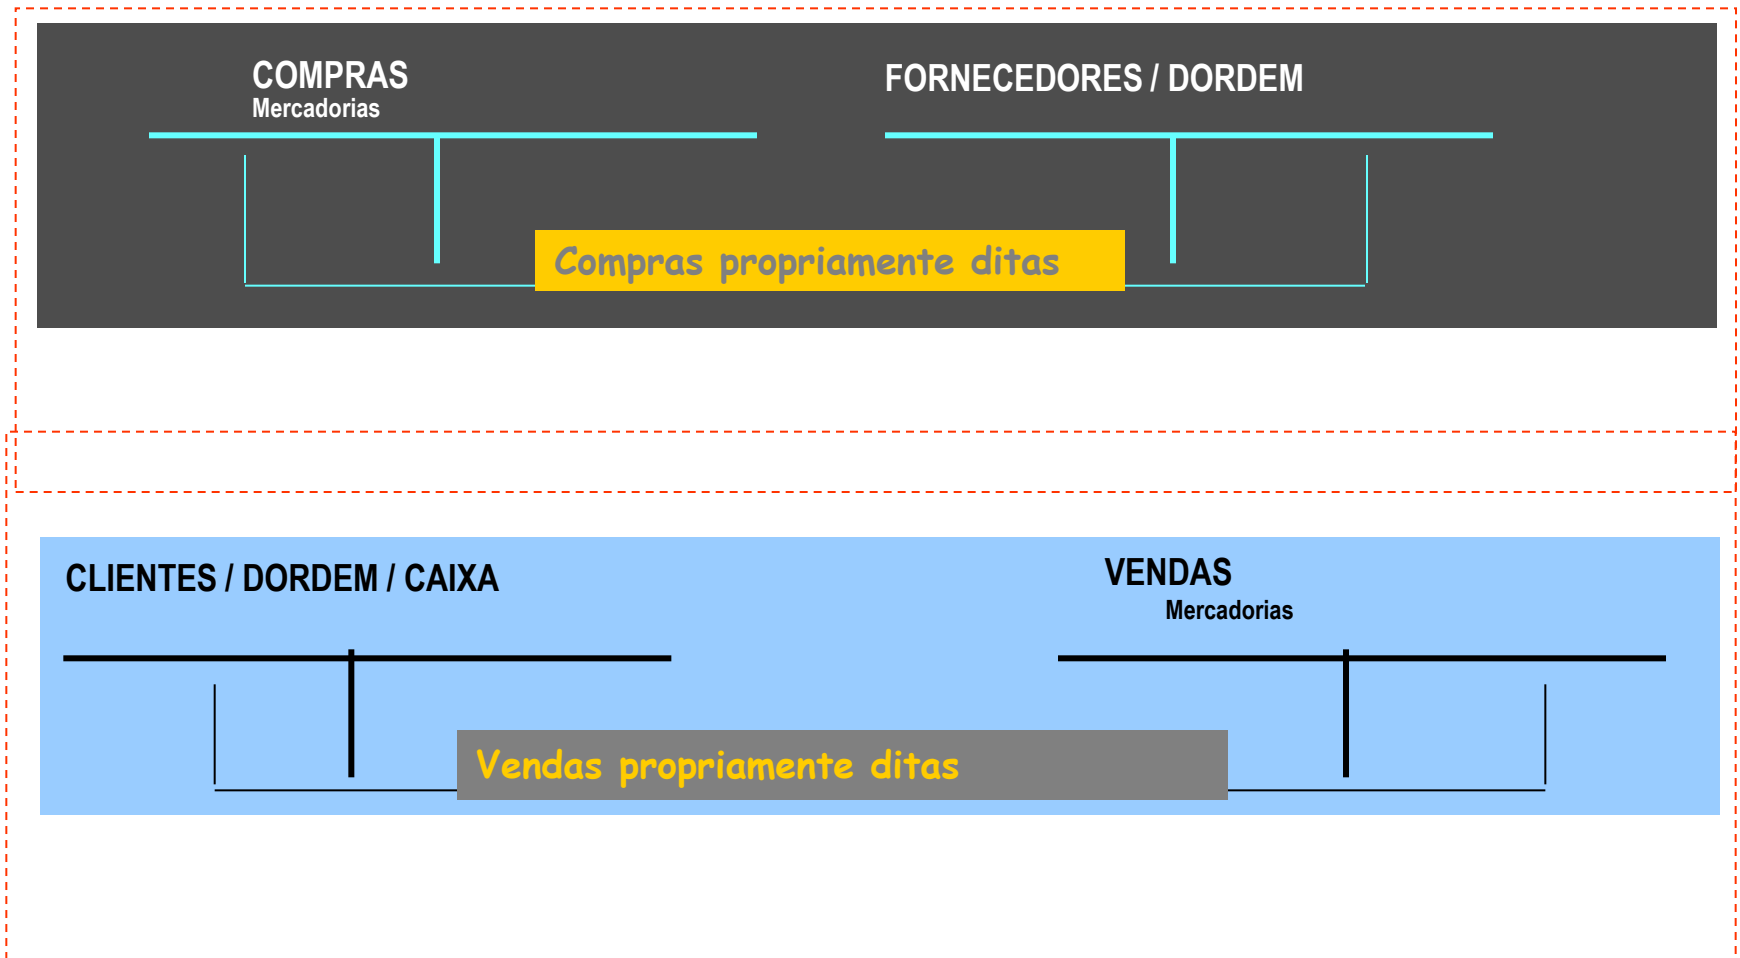 COMPRAS
Mercadorias
FORNECEDORES / DORDEM
Compras propriamente ditas
CLIENTES / DORDEM / CAIXA
VENDAS
Mercadorias
Vendas propriamente ditas